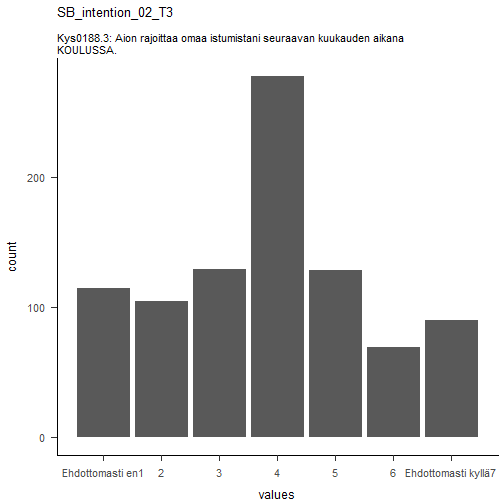 SB_intention_02_T3
Kys0188.3: Aion rajoittaa omaa istumistani seuraavan kuukauden aikana
KOULUSSA.
count
200
100
0
Ehdottomasti en1 2 3 4 5 6 Ehdottomasti kyllä7
values